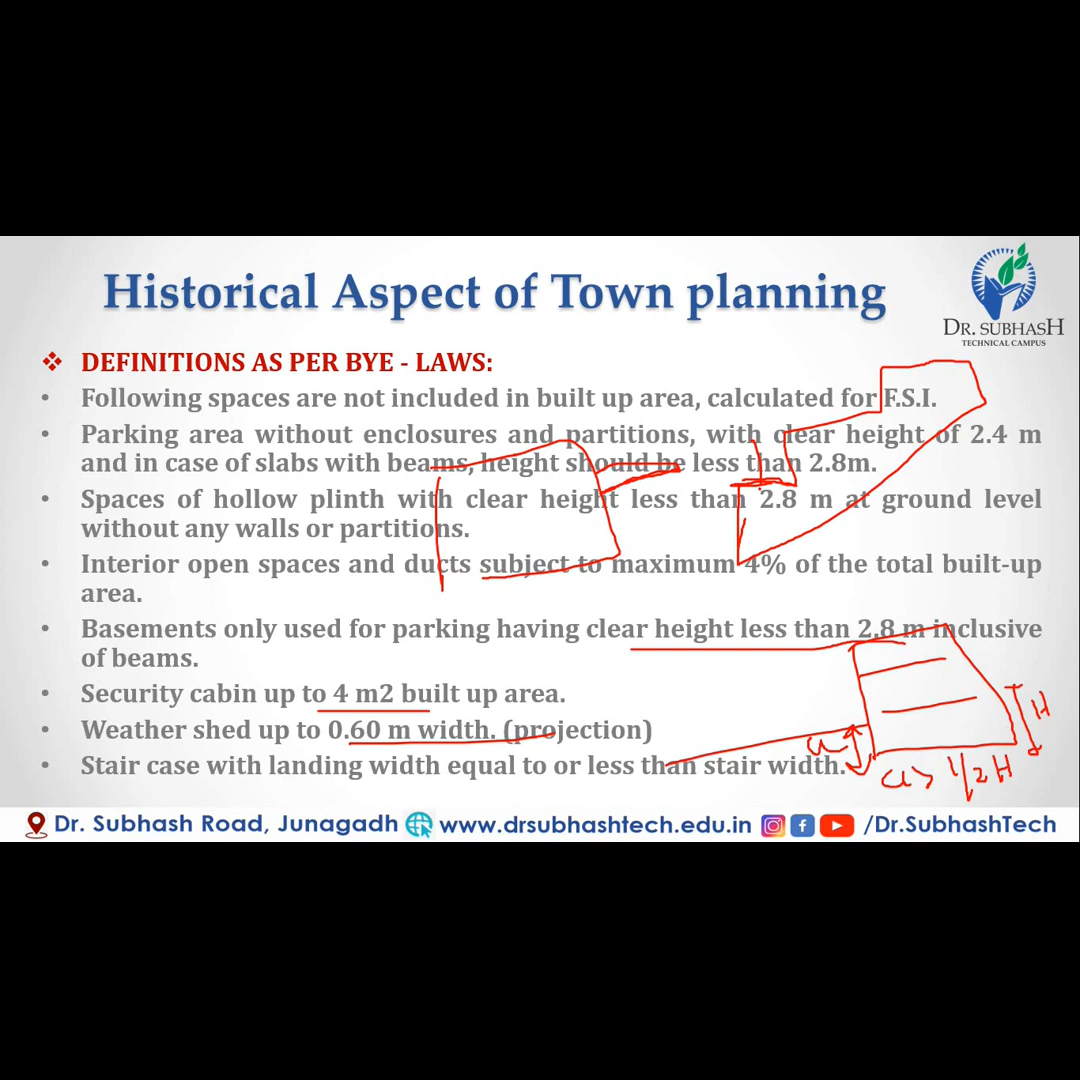 Historical Aspect of Town planning
DR. SUBHASH
TECHNICAL CAMPUS
❖ DEFINITIONS AS PER BYE - LAWS:
• Following spaces are not included in built up area, calculated for F.S.I.
• Parking area without enclosures and partitions, with clear height of 2.4 m
and in case of slabs with beams, height should be less than 2.8m.
• Spaces of hollow plinth with clear height less than 2.8 m at ground level
without any walls or partitions.
• Interior open spaces and ducts subject to maximum 4% of the total built-up
area.
• Basements only used for parking having clear height less than 2.8 m inclusive
of beams.
• Security cabin up to 4 m2 built up area.
• Weather shed up to 0.60 m width. (projection)
H
• Stair case with landing width equal to or less than stair width.
> 1/2 H
Dr. Subhash Road, Junagadh www.drsubhashtech.edu.in /Dr.SubhashTech